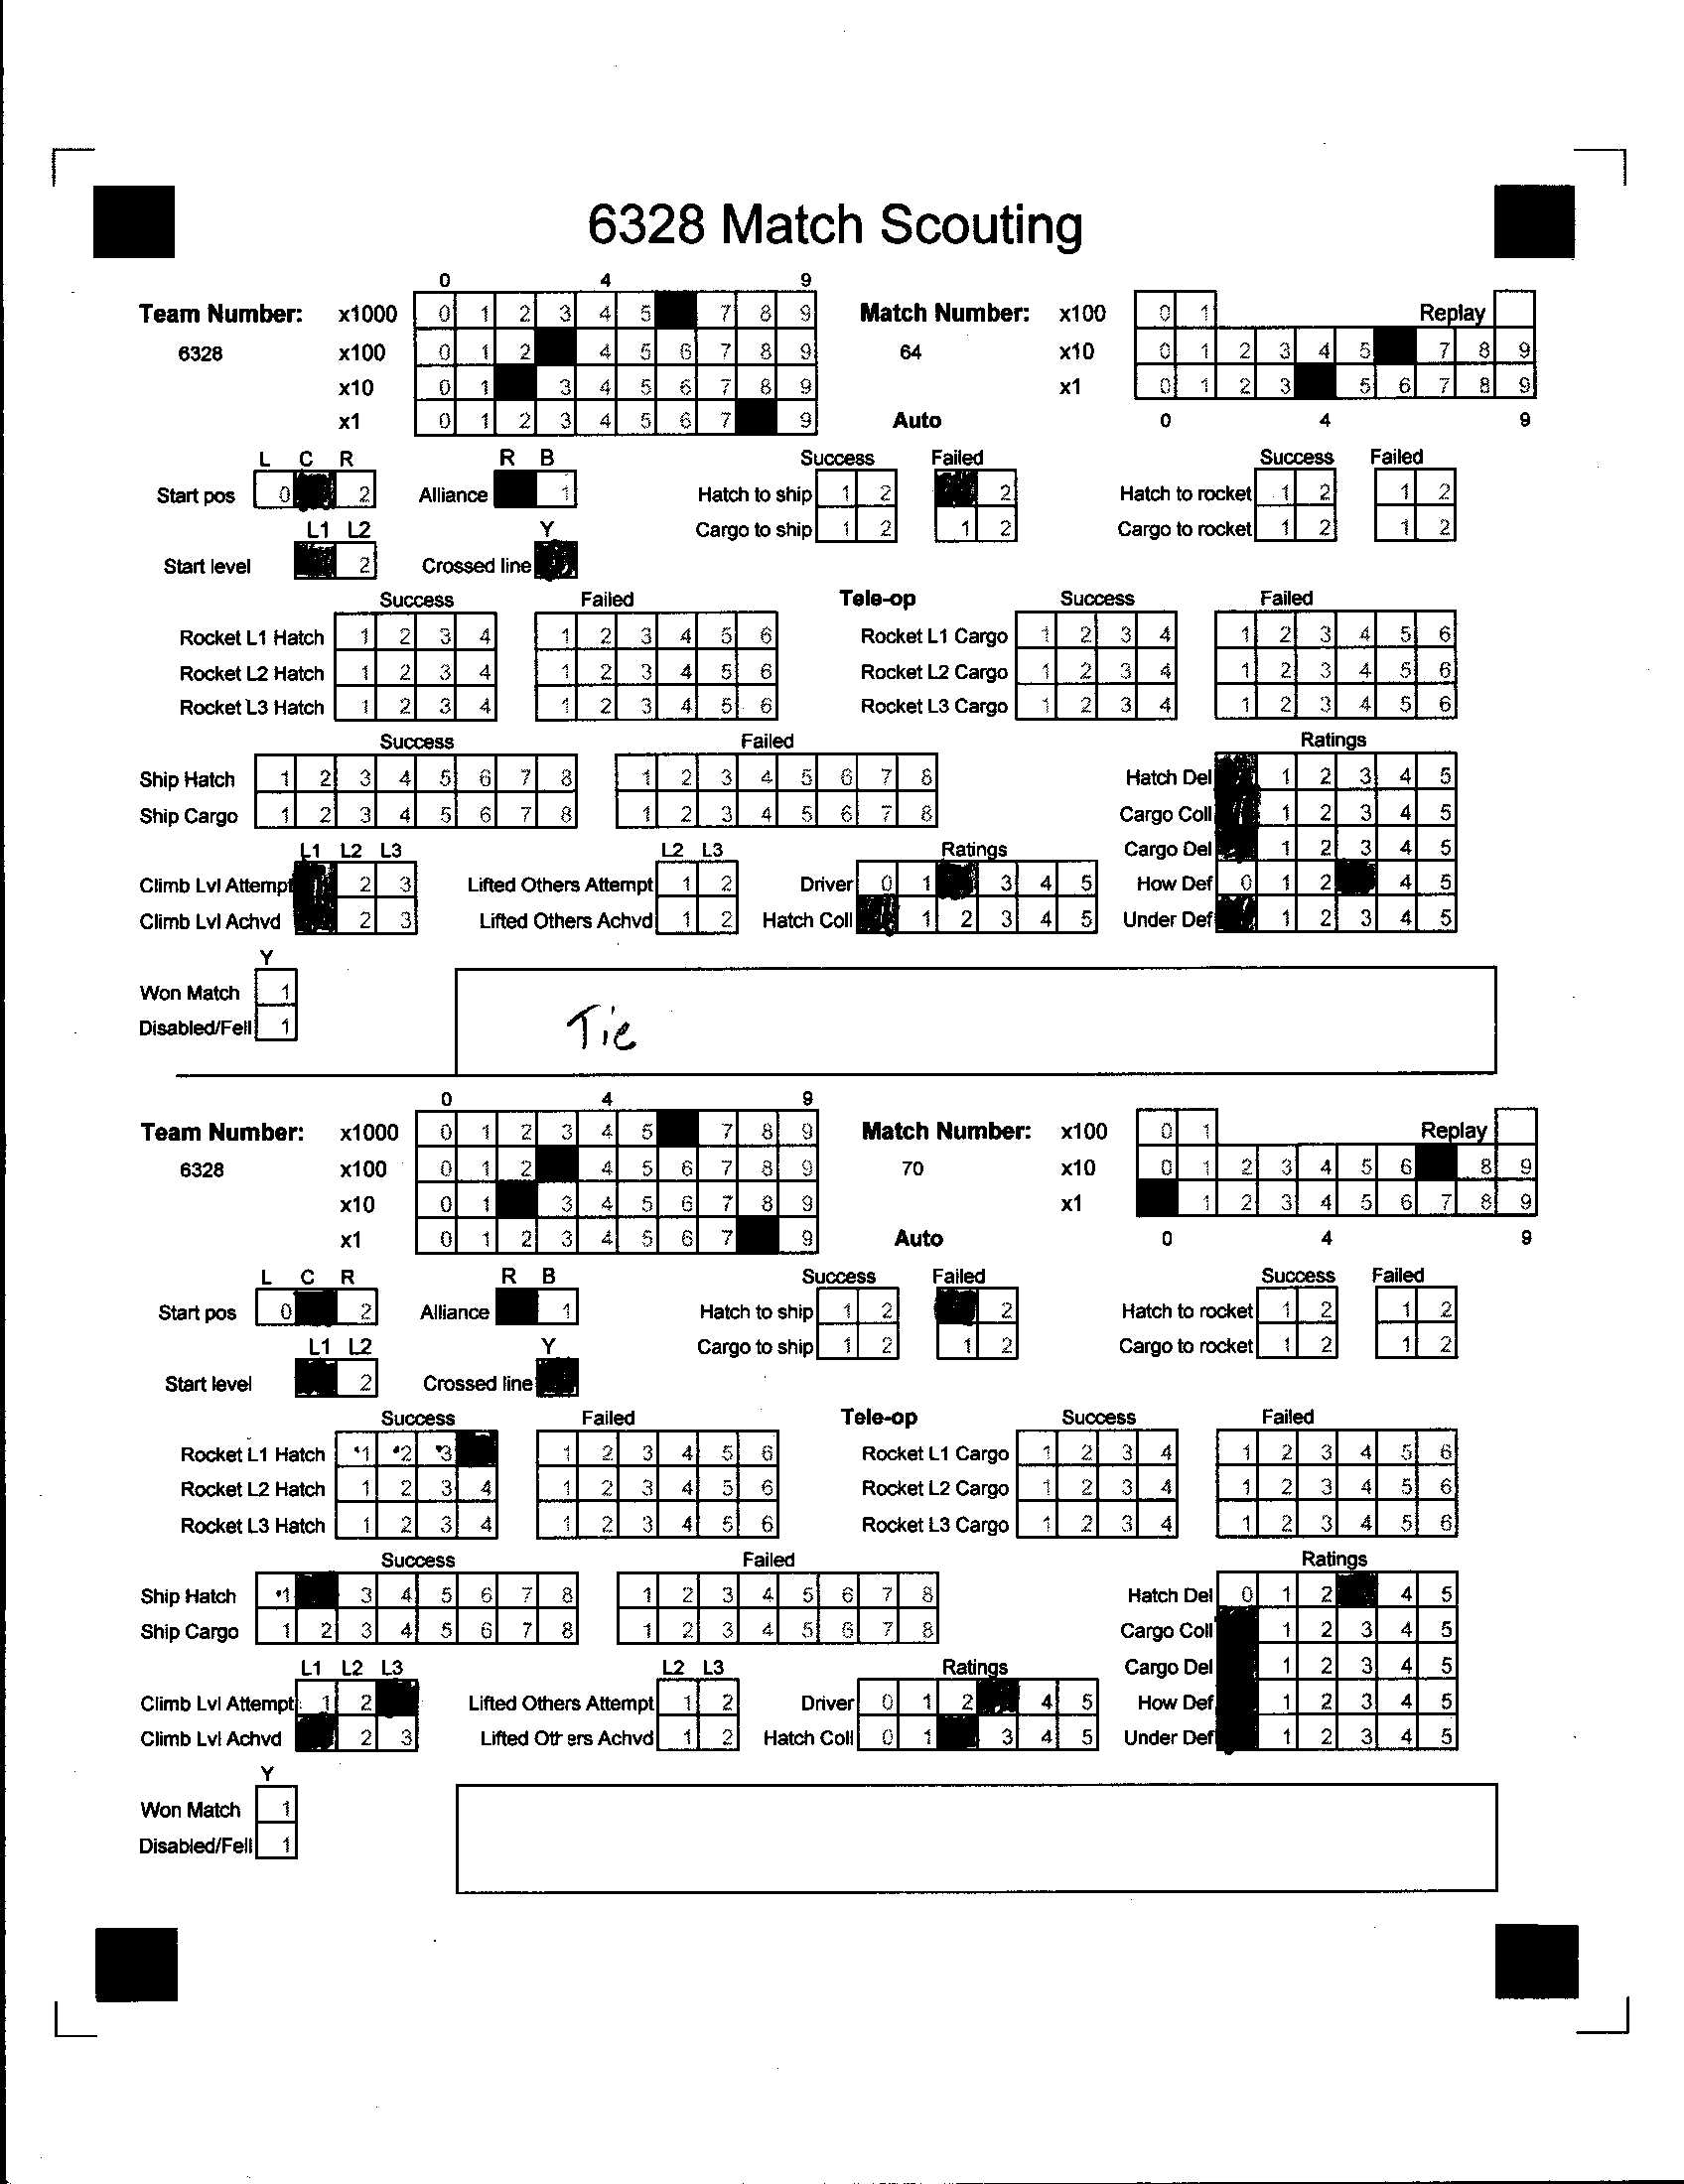 6328 Match Scouting
0 4 9
Team Number: x1000 0 1 2 3 4 5 7 8 9 Match Number: x100 0 1 Replay
6328 x100 0 1 2 4 5 6 7 8 9 64 x10 0 1 2 3 4 5 7 8 9
x10 0 1 3 4 5 6 7 8 9 x1 0 1 2 3 5 6 7 8 9
x1 0 1 2 3 4 5 6 7 9 Auto 0 4 9
L C R R B Success Failed Success Failed
Start pos 0 2 Alliance 1 Hatch to ship 1 2 2 Hatch to rocket 1 2 1 2
L1 L2 Y Cargo to ship 1 2 1 2 Cargo to rocket 1 2 1 2
Start level 2 Crossed line
Success Failed Tele-op Success Failed
Rocket L1 Hatch 1 2 3 4 1 2 3 4 5 6 Rocket L1 Cargo 1 2 3 4 1 2 3 4 5 6
Rocket L2 Hatch 1 2 3 4 1 2 3 4 5 6 Rocket L2 Cargo 1 2 3 4 1 2 3 4 5 6
Rocket L3 Hatch 1 2 3 4 1 2 3 4 5 6 Rocket L3 Cargo 1 2 3 4 1 2 3 4 5 6
Success Failed Ratings
Ship Hatch 1 2 3 4 5 6 7 8 1 2 3 4 5 6 7 8 Hatch Del 1 2 3 4 5
Ship Cargo 1 2 3 4 5 6 7 8 1 2 3 4 5 6 7 8 Cargo Coll 1 2 3 4 5
L1 L2 L3 L2 L3 Ratings Cargo Del 1 2 3 4 5
Climb Lvl Attempt 2 3 Lifted Others Attempt 1 2 Driver 0 1 3 4 5 How Def 0 1 2 4 5
Climb Lvl Achvd 2 3 Lifted Others Achvd 1 2 Hatch Coll 1 2 3 4 5 Under Def 1 2 3 4 5
Y
Won Match 1
Disabled/Fell 1 Tie
0 4 9
Team Number: x1000 0 1 2 3 4 5 7 8 9 Match Number: x100 0 1 Replay
6328 x100 0 1 2 4 5 6 7 8 9 70 x10 0 1 2 3 4 5 6 8 9
x10 0 1 3 4 5 6 7 8 9 x1 1 2 3 4 5 6 7 8 9
x1 0 1 2 3 4 5 6 7 9 Auto 0 4 9
L C R R B Success Failed Success Failed
Start pos 0 2 Alliance 1 Hatch to ship 1 2 2 Hatch to rocket 1 2 1 2
L1 L2 Y Cargo to ship 1 2 1 2 Cargo to rocket 1 2 1 2
Start level 2 Crossed line
Success Failed Tele-op Success Failed
Rocket L1 Hatch 1 2 3 1 2 3 4 5 6 Rocket L1 Cargo 1 2 3 4 1 2 3 4 5 6
Rocket L2 Hatch 1 2 3 4 1 2 3 4 5 6 Rocket L2 Cargo 1 2 3 4 1 2 3 4 5 6
Rocket L3 Hatch 1 2 3 4 1 2 3 4 5 6 Rocket L3 Cargo 1 2 3 4 1 2 3 4 5 6
Success Failed Ratings
Ship Hatch 1 3 4 5 6 7 8 1 2 3 4 5 6 7 8 Hatch Del 0 1 2 4 5
Ship Cargo 1 2 3 4 5 6 7 8 1 2 3 4 5 6 7 8 Cargo Coll 1 2 3 4 5
L1 L2 L3 L2 L3 Ratings Cargo Del 1 2 3 4 5
Climb Lvl Attempt 1 2 Lifted Others Attempt 1 2 Driver 0 1 2 4 5 How Def 1 2 3 4 5
Climb Lvl Achvd 2 3 Lifted Others Achvd 1 2 Hatch Coll 0 1 3 4 5 Under Def 1 2 3 4 5
Y
Won Match 1
Disabled/Fell 1